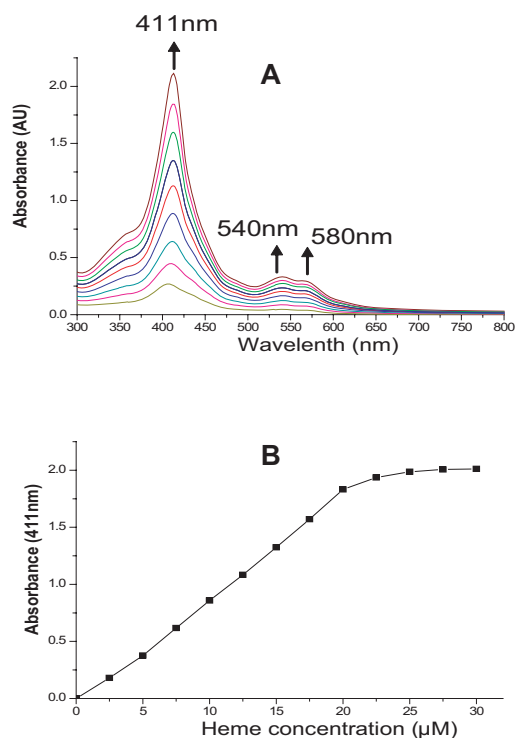 411nm
A
2.0
1.5
1.0
0.5
0.0
Absorbance (AU)
540nm
580nm
300 350 400 450 500 550 600 650 700 750 800
Wavelenth (nm)
B
2.0
1.5
1.0
0.5
0.0
Absorbance (411nm)
0 5 10 15 20 25 30
Heme concentration (µM)